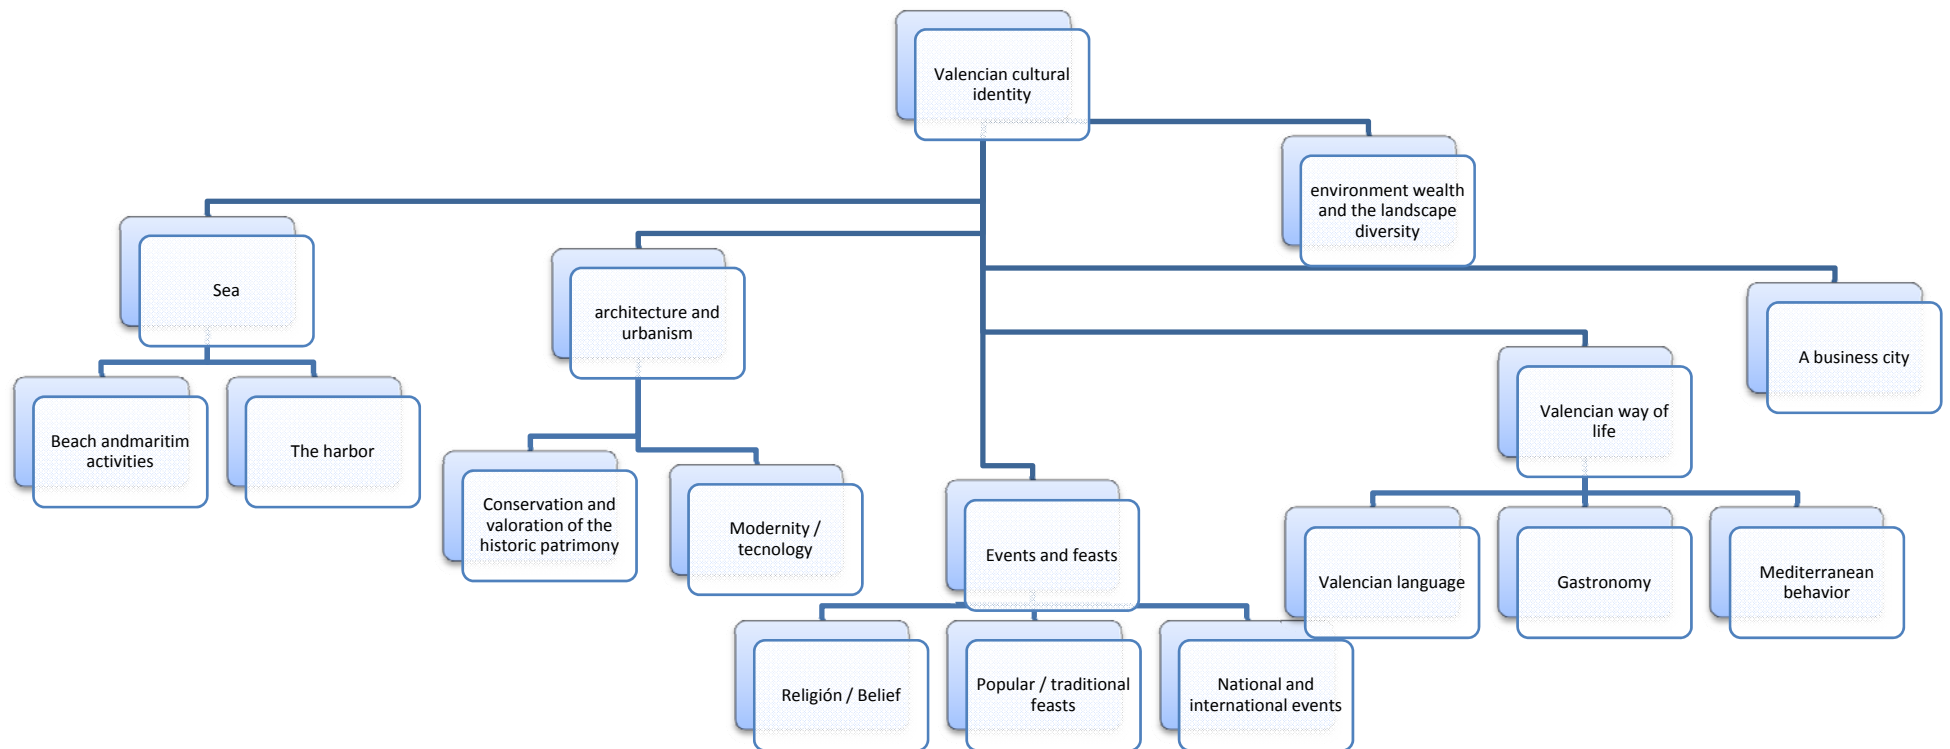 Valencian cultural
identity
environment wealth
and the landscape
diversity
Sea
architecture and
urbanism
A business city
Valencian way of
life
Beach andmaritim
activities
The harbor
Conservation and
valoration of the
historic patrimony
Modernity /
tecnology
Events and feasts
Valencian language
Gastronomy
Mediterranean
behavior
Religión / Belief
Popular / traditional
feasts
National and
international events